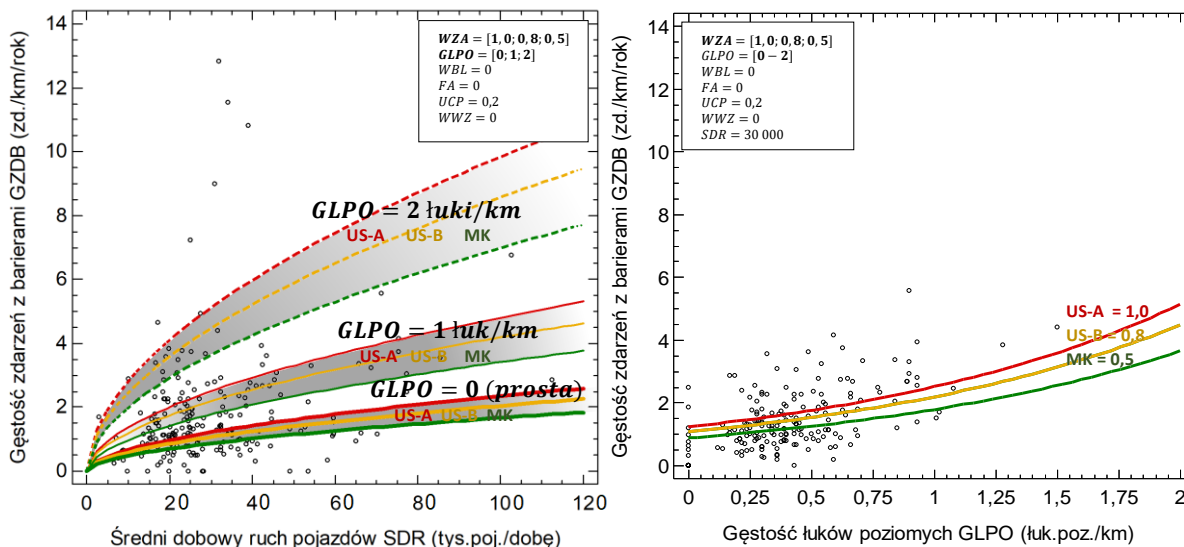 Gęstość zdarzeń z barierami GZDB (zd./km/rok)
14
12
10
8
6
4
2
0
WZA = [1,0;0,8;0,5]
GLPO = [0;1;2]
WBL = 0
FA = 0
UCP = 0,2
WWZ = 0
GLPO = 2 łuki/km
US-A US-B MK
GLPO = 1 łuk/km
US-A US-B MK
GLPO = 0 (prosta)
US-A US-B MK
0 20 40 60 80 100 120
Średni dobowy ruch pojazdów SDR (tys.poj./dobę)
Gęstość zdarzeń z barierami GZDB (zd./km/rok)
14
12
10
8
6
4
2
0
WZA = [1,0;0,8;0,5]
GLPO = [0 − 2]
WBL = 0
FA = 0
UCP = 0,2
WWZ = 0
SDR = 30 000
US-A = 1,0
US-B = 0,8
MK = 0,5
0 0,25 0,5 0,75 1 1,25 1,5 1,75 2
Gęstość łuków poziomych GLPO (łuk.poz./km)